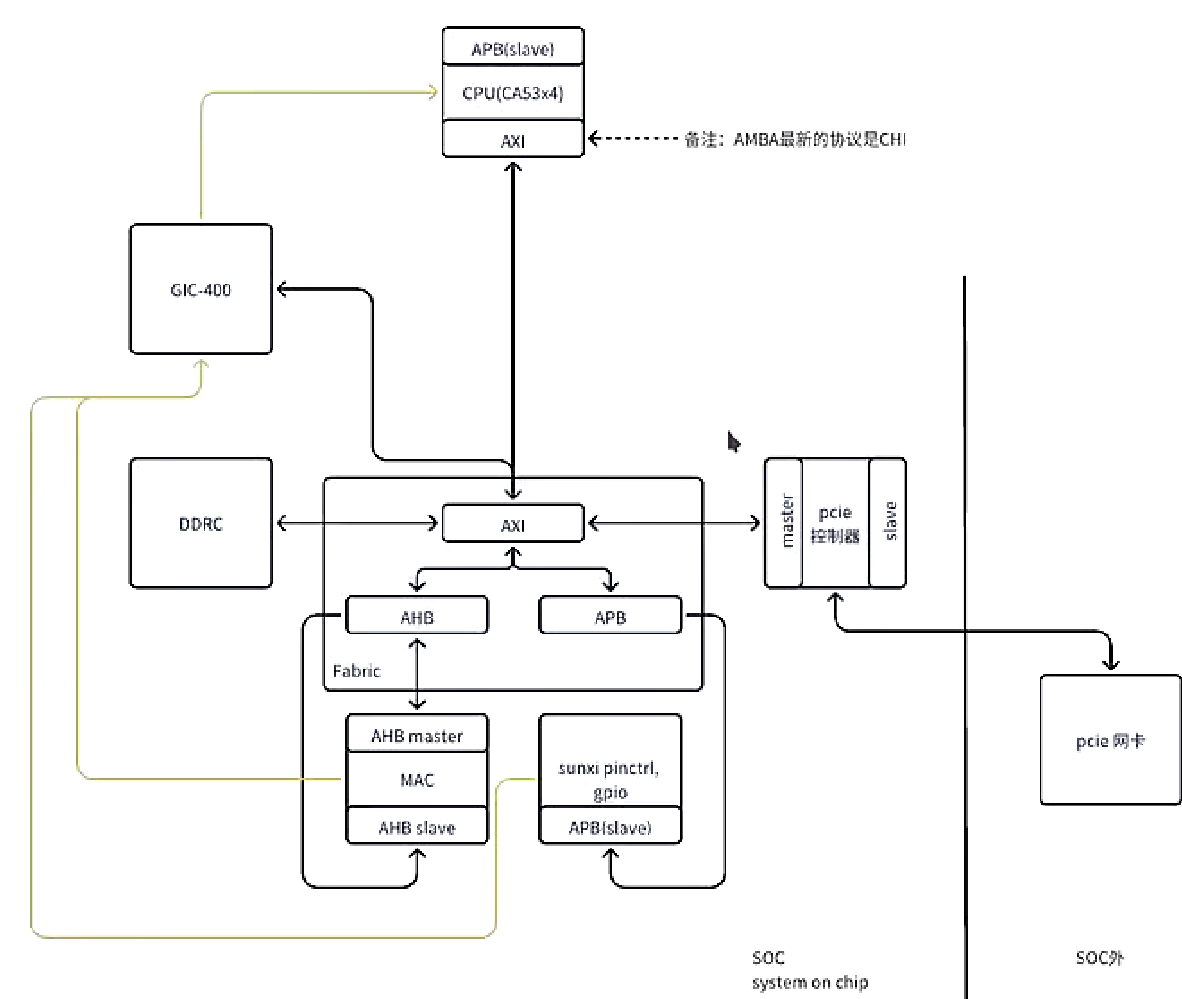 APB(slave)
CPU(CA53x4)
AXI
备注：AMBA最新的协议是CHI
GIC-400
DDRC
AXI
master
pcie
控制器
slave
AHB
APB
Fabric
AHB master
MAC
AHB slave
sunxi pinctrl,
gpio
APB(slave)
pcie 网卡
SOC
system on chip
SOC外